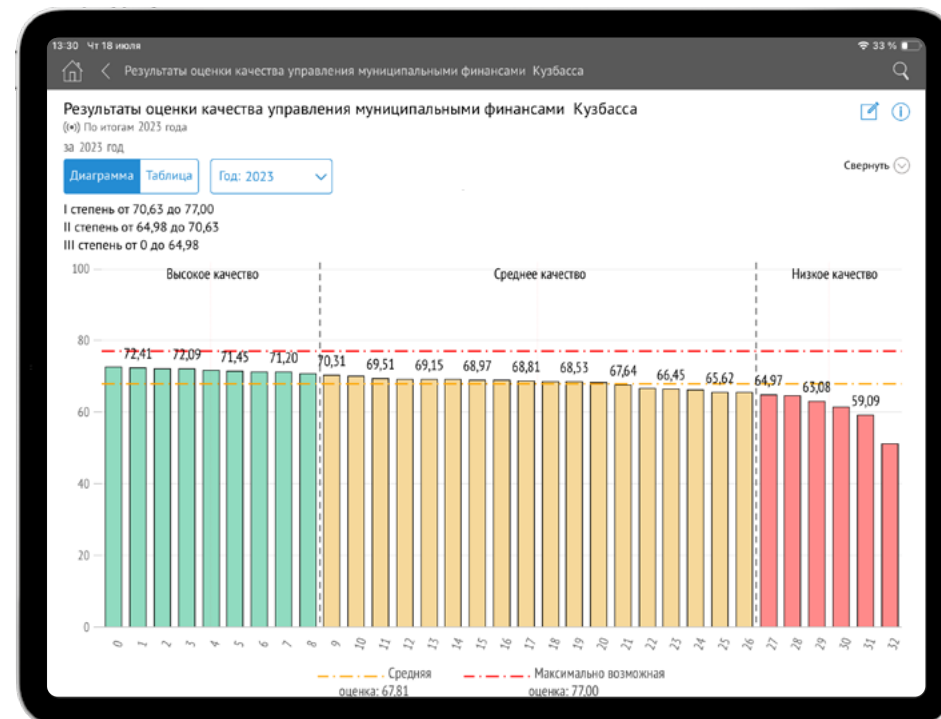 13:30 Чт 18 июля
33 %
Результаты оценки качества управления муниципальными финансами Кузбасса
Результаты оценки качества управления муниципальными финансами Кузбасса
По итогам 2023 года
за 2023 год
Диаграмма Таблица Год: 2023
Свернуть
I степень от 70,63 до 77,00
II степень от 64,98 до 70,63
III степень от 0 до 64,98
100
Высокое качество Среднее качество Низкое качество
80
72,41 72,09 71,45 71,20 70,31 69,51 69,15 68,97 68,81 68,53 67,64 66,45 65,62 64,97 63,08 59,09
60
40
20
0
0 1 2 3 4 5 6 7 8 9 10 11 12 13 14 15 16 17 18 19 20 21 22 23 24 25 26 27 28 29 30 31 32
Средняя Максимально возможная
оценка: 67,81 оценка: 77,00